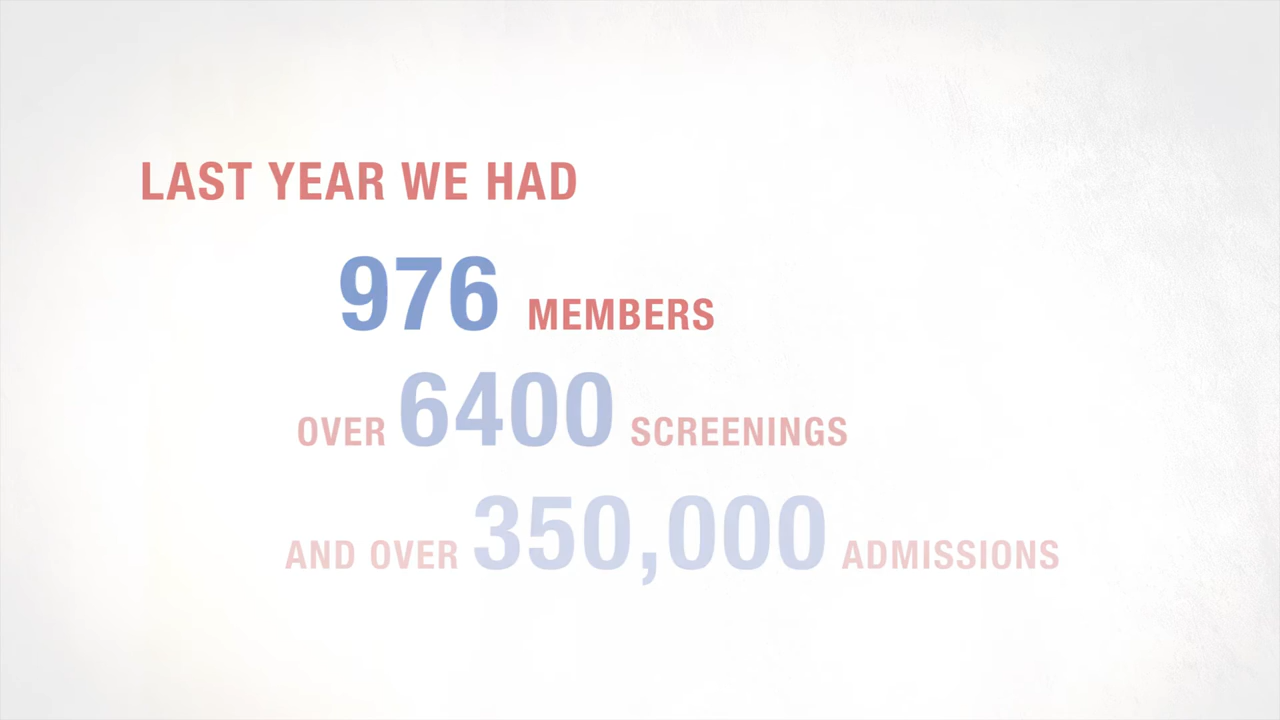 LAST YEAR WE HAD
976 MEMBERS
OVER 6400 SCREENINGS
AND OVER 350,000 ADMISSIONS